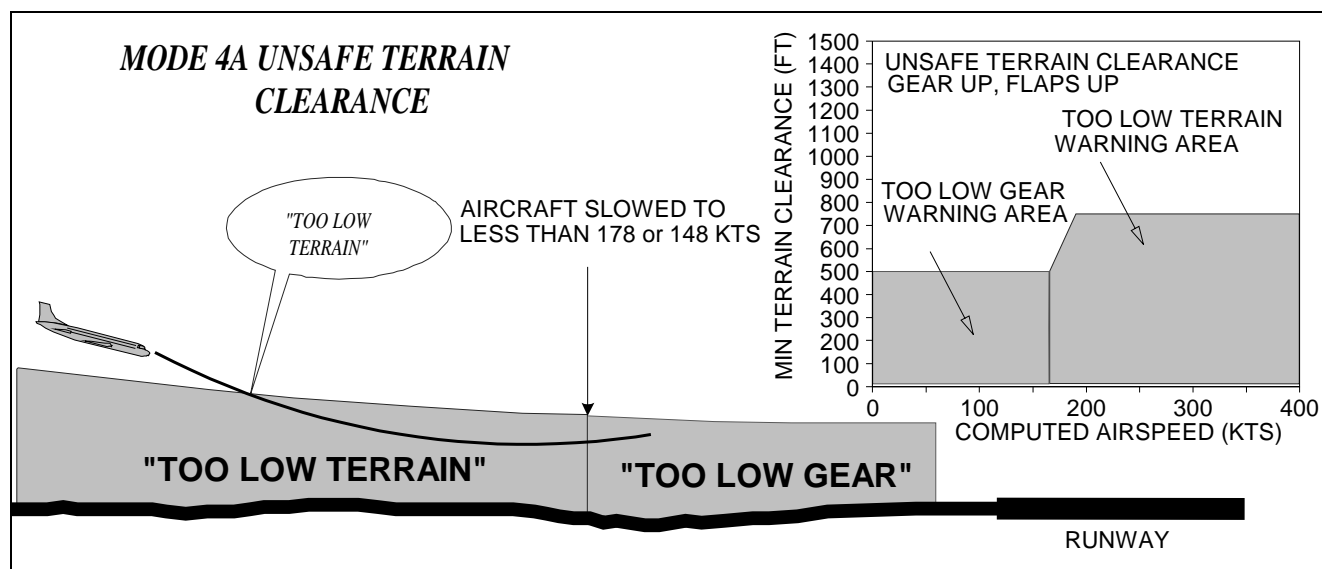 MODE 4A UNSAFE TERRAIN
CLEARANCE
"TOO LOW
TERRAIN"
AIRCRAFT SLOWED TO
LESS THAN 178 or 148 KTS
"TOO LOW TERRAIN"
"TOO LOW GEAR"
RUNWAY
MIN TERRAIN CLEARANCE (FT)
1500
1400
1300
1200
1100
1000
900
800
700
600
500
400
300
200
100
0
UNSAFE TERRAIN CLEARANCE
GEAR UP, FLAPS UP
TOO LOW TERRAIN
WARNING AREA
TOO LOW GEAR
WARNING AREA
0 100 200 300 400
COMPUTED AIRSPEED (KTS)